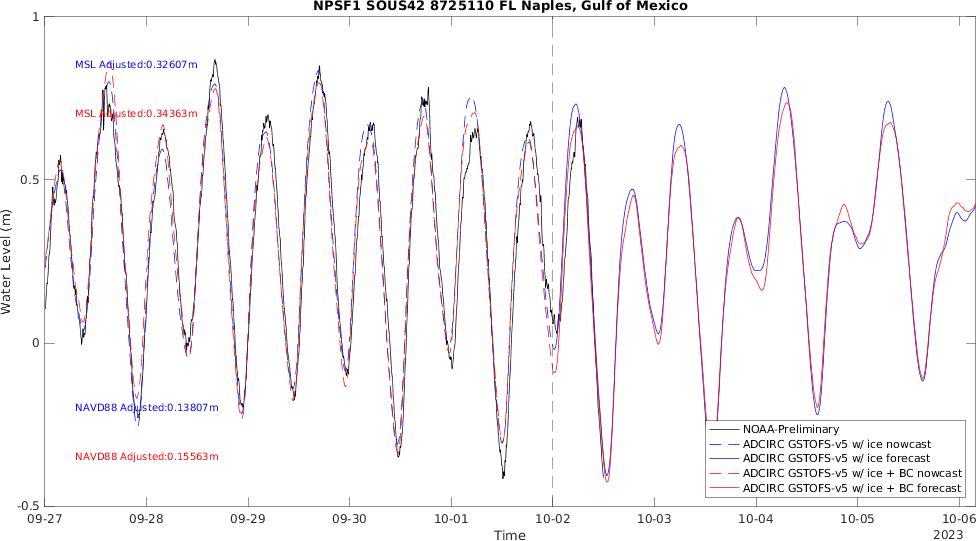 NPSF1 SOUS42 8725110 FL Naples, Gulf of Mexico
1
MSL Adjusted:0.32607m
MSL Adjusted:0.34363m
0.5
Water Level (m)
0
NAVD88 Adjusted:0.13807m
NAVD88 Adjusted:0.15563m
NOAA-Preliminary
ADCIRC GSTOFS-v5 w/ ice nowcast
ADCIRC GSTOFS-v5 w/ ice forecast
ADCIRC GSTOFS-v5 w/ ice + BC nowcast
ADCIRC GSTOFS-v5 w/ ice + BC forecast
-0.5
09-27 09-28 09-29 09-30 10-01 10-02 10-03 10-04 10-05 10-06
Time
2023